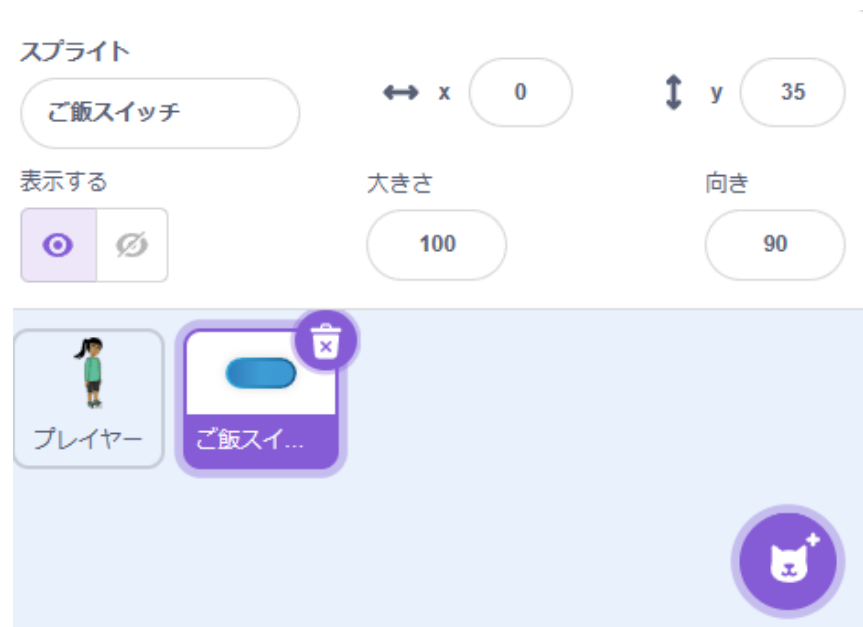 スプライト
ご飯スイッチ
x 0
y 35
表示する
大きさ
向き
100
90
プレイヤー
ご飯スイ...